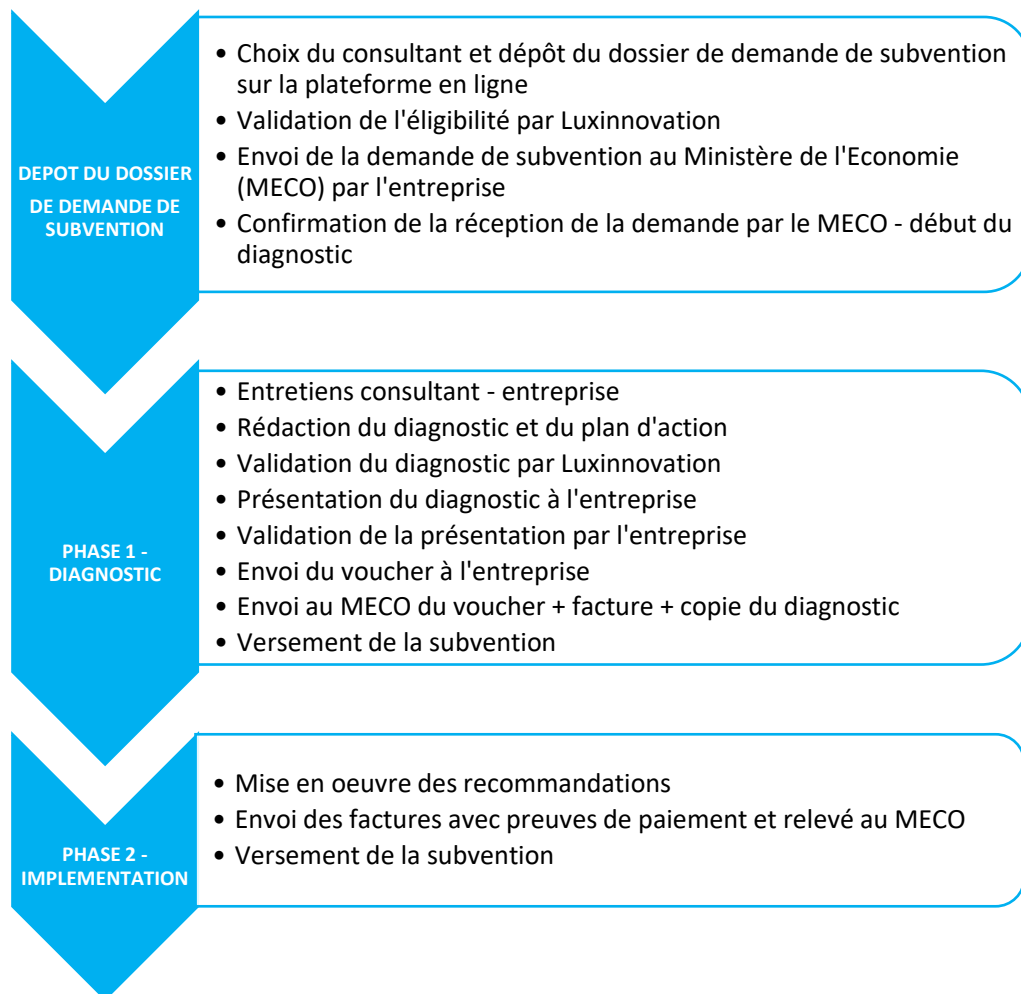 DEPOT DU DOSSIER
DE DEMANDE DE
SUBVENTION
• Choix du consultant et dépôt du dossier de demande de subvention
sur la plateforme en ligne
• Validation de l'éligibilité par Luxinnovation
• Envoi de la demande de subvention au Ministère de l'Economie
(MECO) par l'entreprise
• Confirmation de la réception de la demande par le MECO - début du
diagnostic
PHASE 1 -
DIAGNOSTIC
• Entretiens consultant - entreprise
• Rédaction du diagnostic et du plan d'action
• Validation du diagnostic par Luxinnovation
• Présentation du diagnostic à l'entreprise
• Validation de la présentation par l'entreprise
• Envoi du voucher à l'entreprise
• Envoi au MECO du voucher + facture + copie du diagnostic
• Versement de la subvention
PHASE 2 -
IMPLEMENTATION
• Mise en oeuvre des recommandations
• Envoi des factures avec preuves de paiement et relevé au MECO
• Versement de la subvention